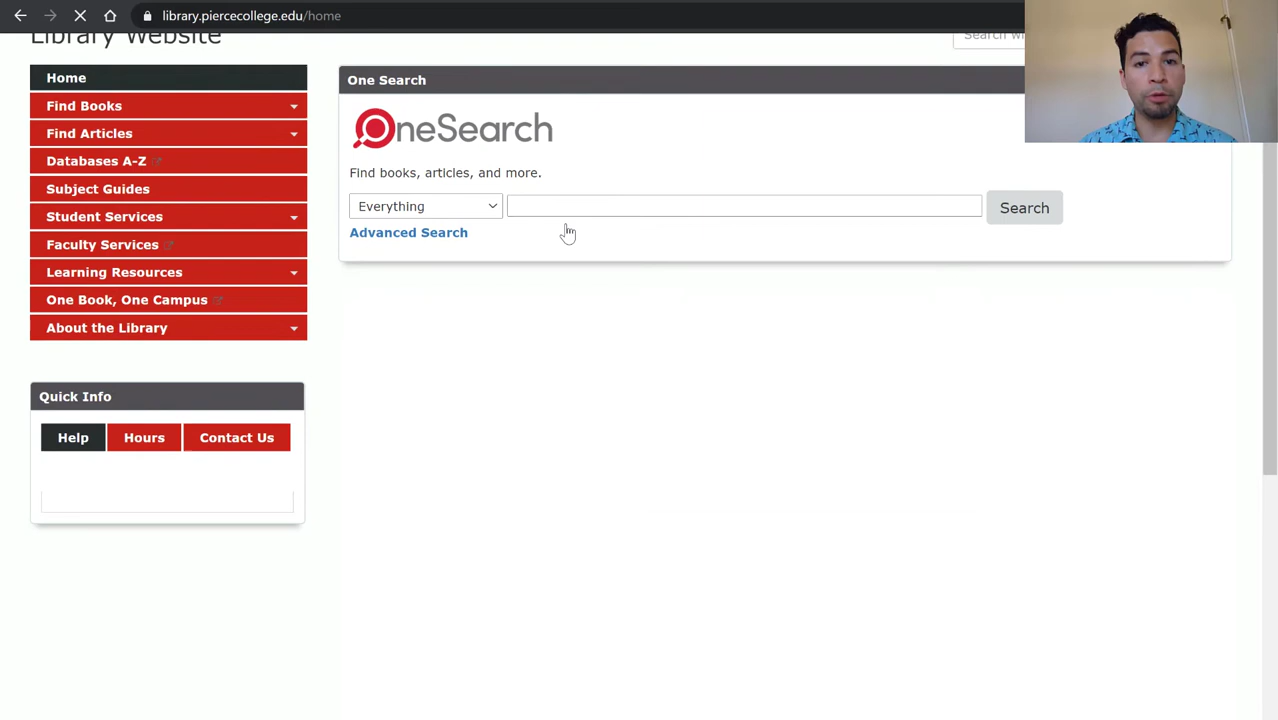 library.piercecollege.edu/home
Library Website
Search
Home
Find Books
Find Articles
Databases A-Z
Subject Guides
Student Services
Faculty Services
Learning Resources
One Book, One Campus
About the Library
Quick Info
Help Hours Contact Us
One Search
OneSearch
Find books, articles, and more.
Everything Search
Advanced Search